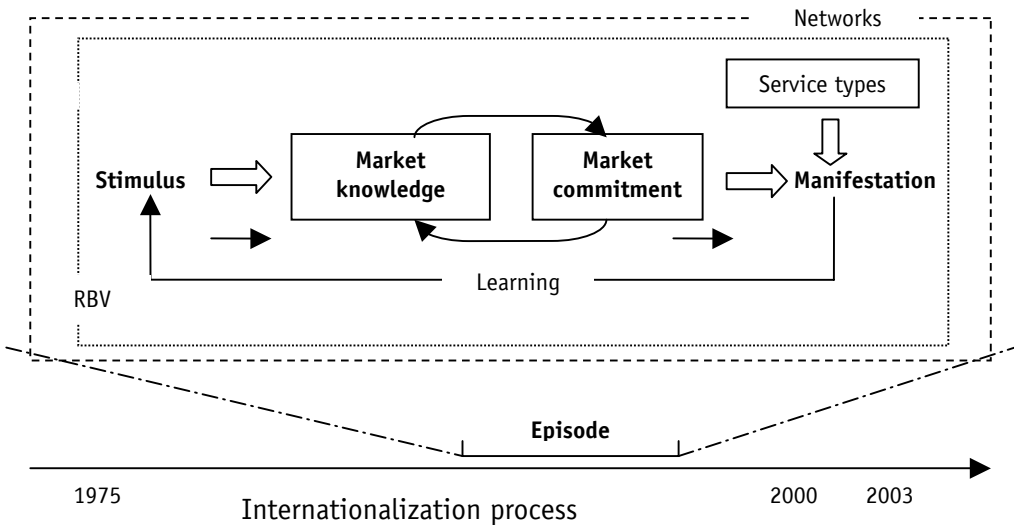 Networks
Service types
Market
knowledge
Market
commitment
Stimulus
Manifestation
Learning
RBV
Episode
1975
2000
2003
Internationalization process